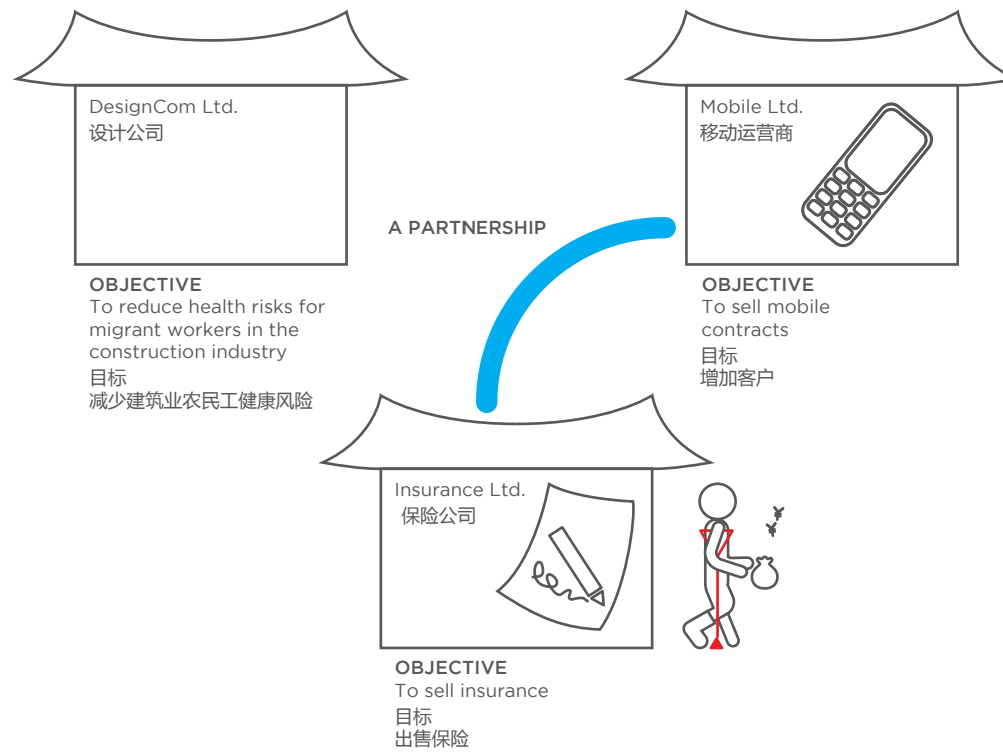 DesignCom Ltd.
设计公司
OBJECTIVE
To reduce health risks for
migrant workers in the
construction industry
目标
减少建筑业农民工健康风险
A PARTNERSHIP
Mobile Ltd.
移动运营商
OBJECTIVE
To sell mobile
contracts
目标
增加客户
Insurance Ltd.
保险公司
¥
¥
OBJECTIVE
To sell insurance
目标
出售保险